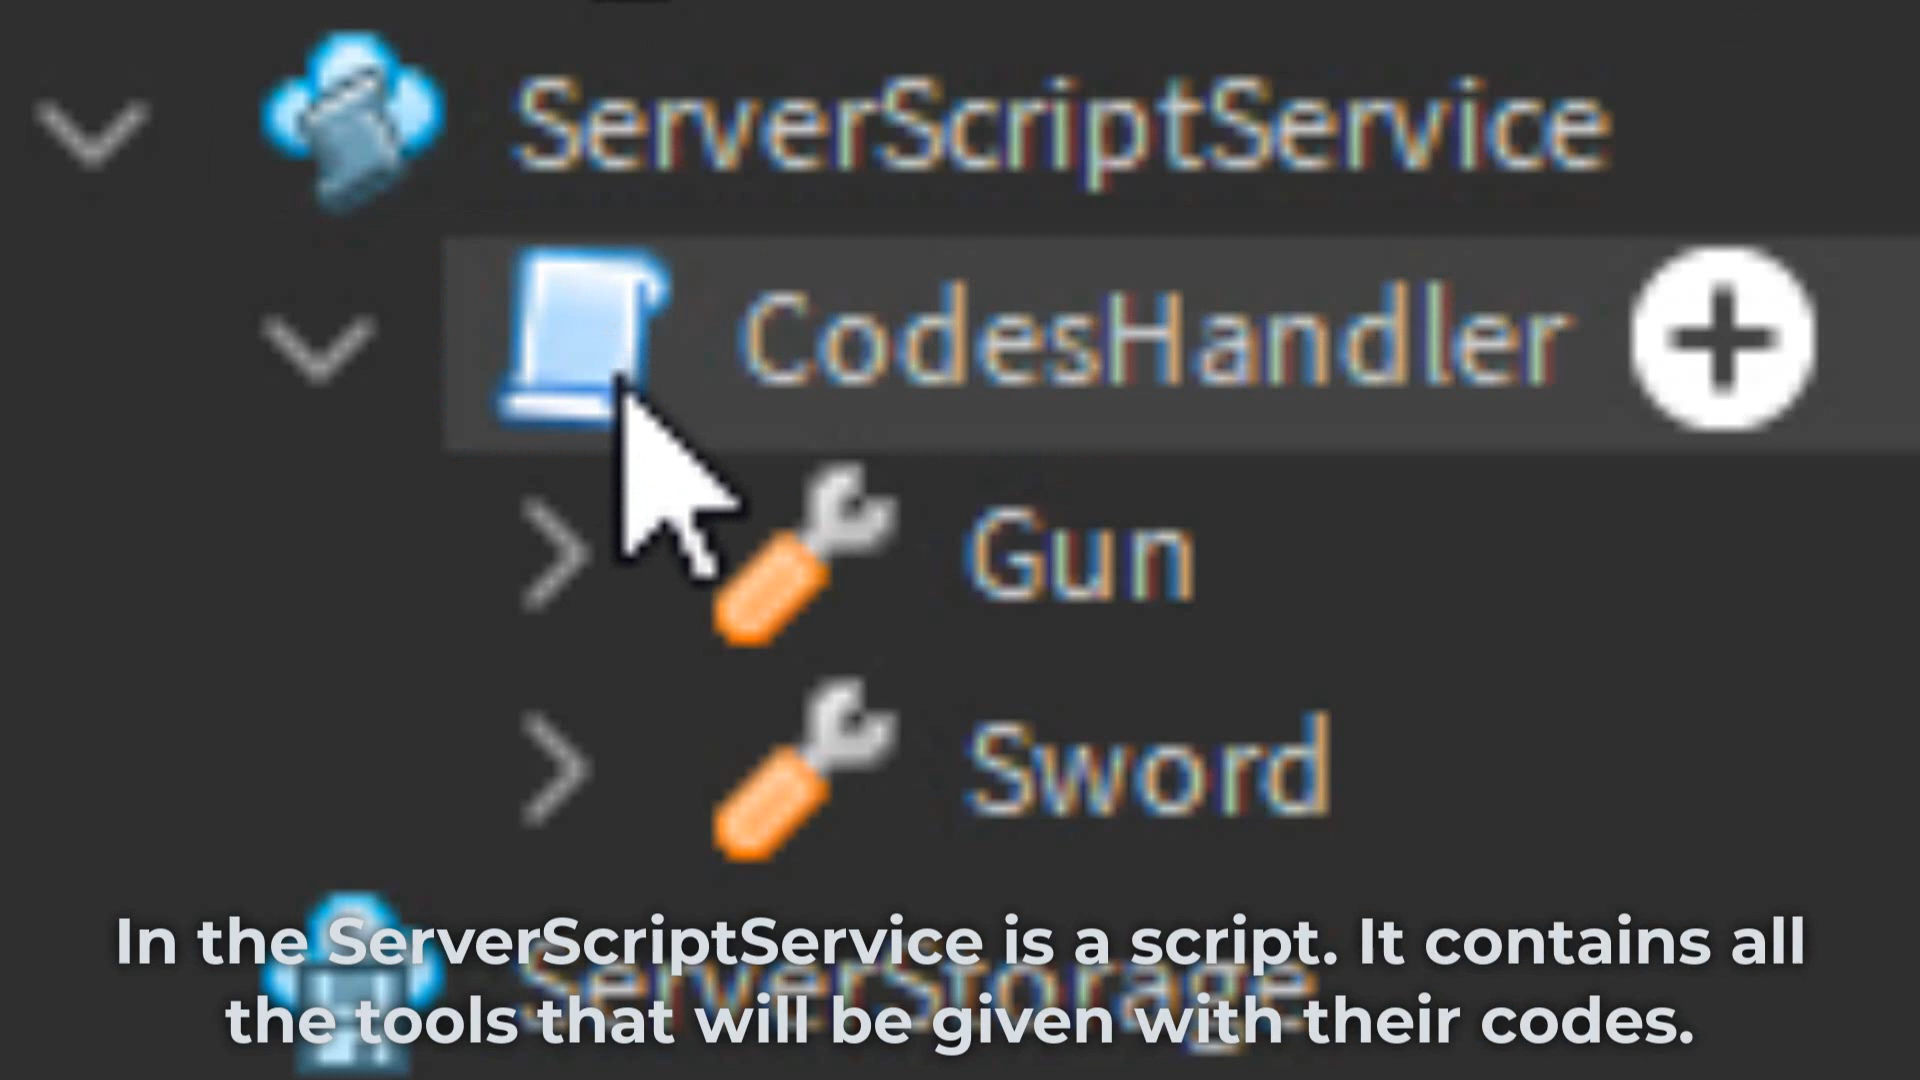 ServerScriptService
CodesHandler
Gun
Sword
ServerStorage
In the ServerScriptService is a script. It contains all
the tools that will be given with their codes.